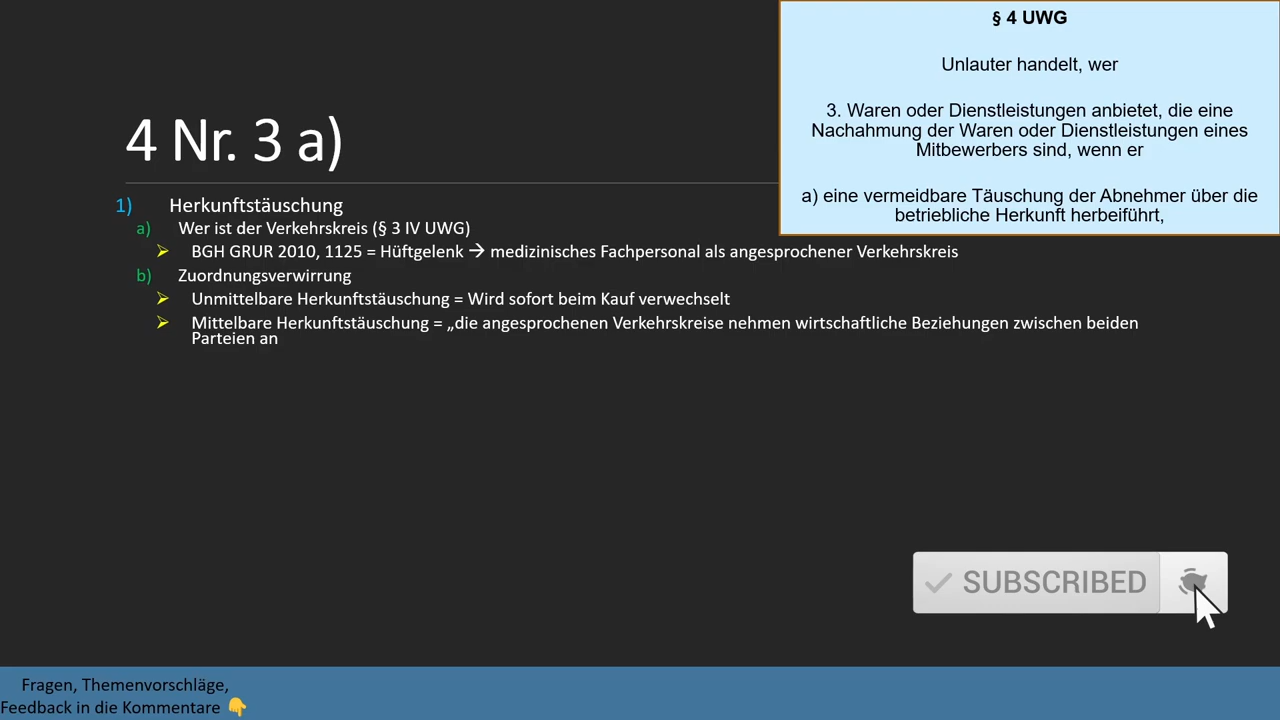 § 4 UWG
Unlauter handelt, wer
3. Waren oder Dienstleistungen anbietet, die eine
Nachahmung der Waren oder Dienstleistungen eines
Mitbewerbers sind, wenn er
a) eine vermeidbare Täuschung der Abnehmer über die
betriebliche Herkunft herbeiführt,
4 Nr. 3 a)
1) Herkunftstäuschung
a) Wer ist der Verkehrskreis (§ 3 IV UWG)
➢ BGH GRUR 2010, 1125 = Hüftgelenk → medizinisches Fachpersonal als angesprochener Verkehrskreis
b) Zuordnungsverwirrung
➢ Unmittelbare Herkunftstäuschung = Wird sofort beim Kauf verwechselt
➢ Mittelbare Herkunftstäuschung = „die angesprochenen Verkehrskreise nehmen wirtschaftliche Beziehungen zwischen beiden
Parteien an
SUBSCRIBED
Fragen, Themenvorschläge,
Feedback in die Kommentare 👇